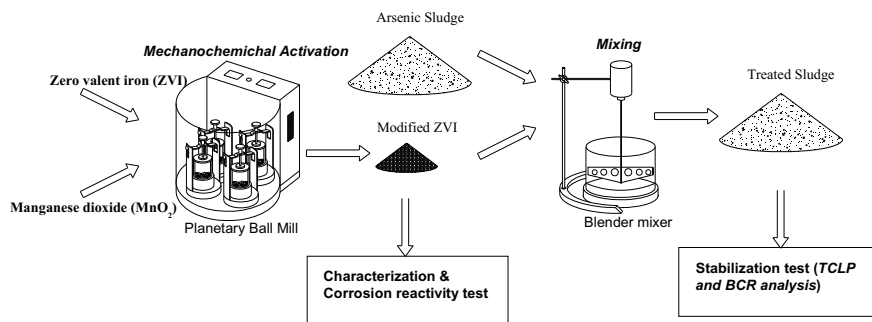 Mechanochemichal Activation
Zero valent iron (ZVI)
Manganese dioxide (MnO₂)
Planetary Ball Mill
Arsenic Sludge
Modified ZVI
Characterization &
Corrosion reactivity test
Mixing
Blender mixer
Treated Sludge
Stabilization test (TCLP
and BCR analysis)